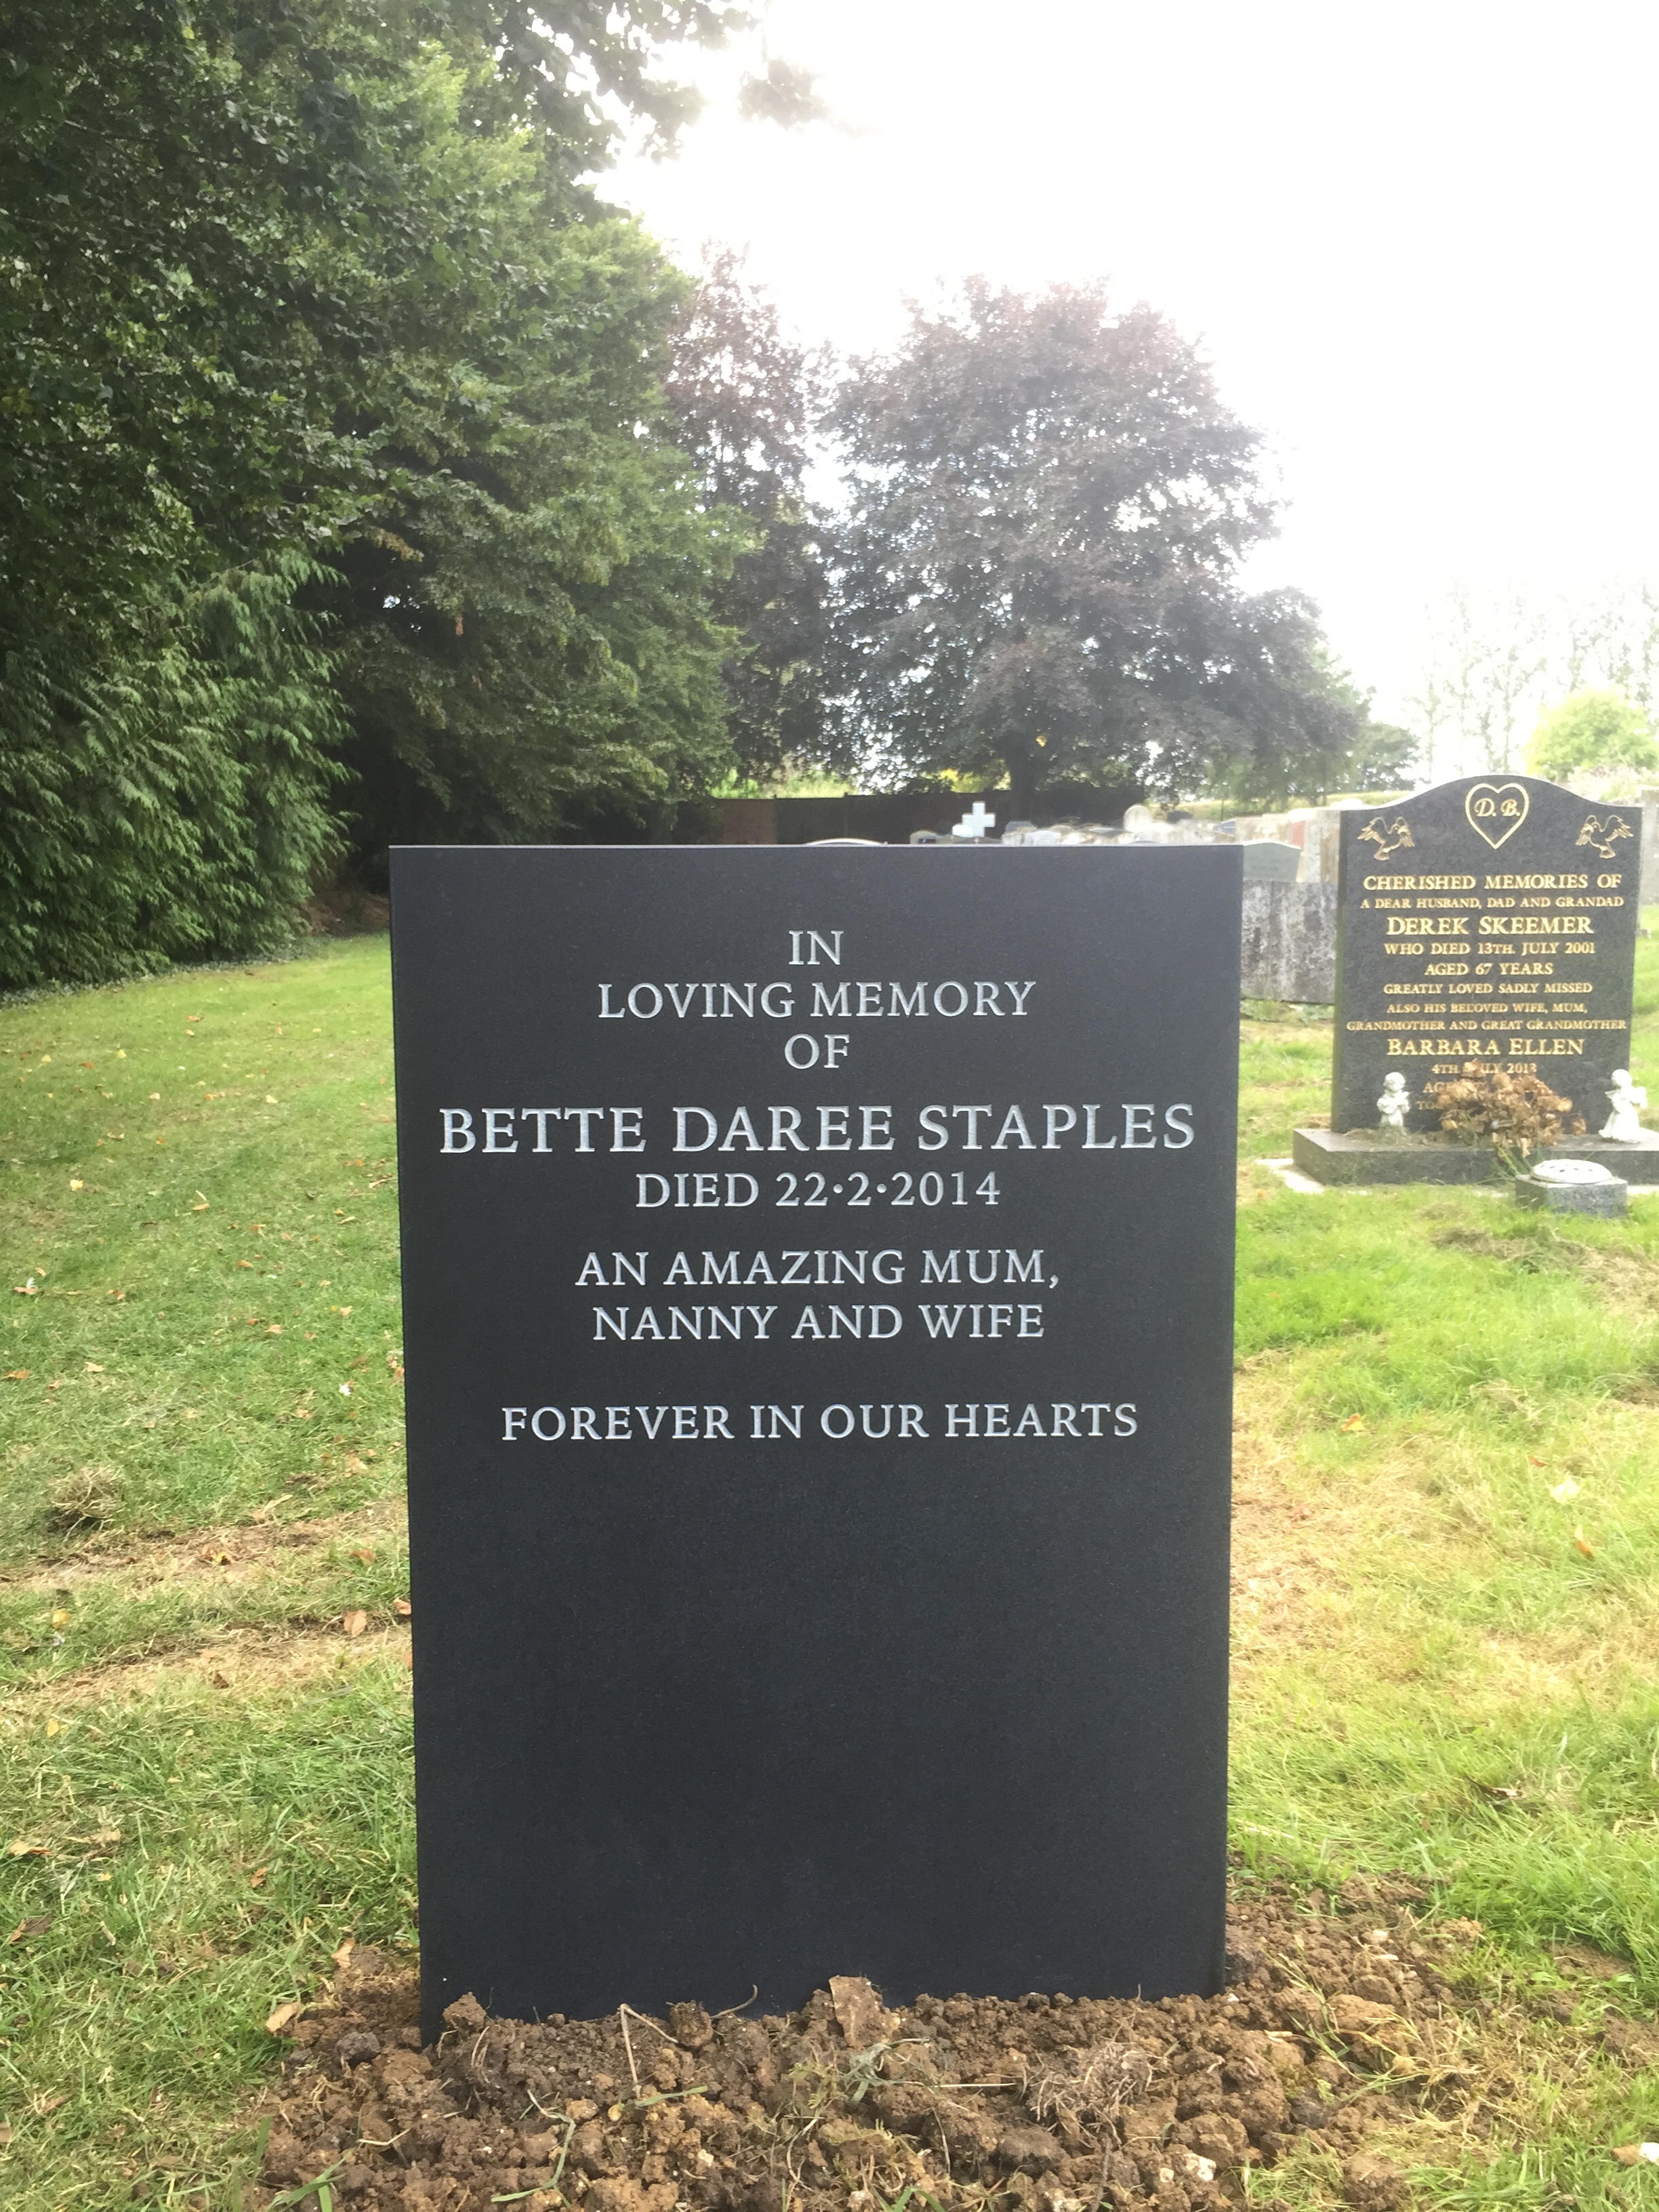 IN
LOVING MEMORY
OF
BETTE DAREE STAPLES
DIED 22·2·2014
AN AMAZING MUM,
NANNY AND WIFE
FOREVER IN OUR HEARTS
D. B.
CHERISHED MEMORIES OF
A DEAR HUSBAND, DAD AND GRANDAD
DEREK SKEEMER
WHO DIED 13TH. JULY 2001
AGED 67 YEARS
GREATLY LOVED SADLY MISSED
ALSO HIS BELOVED WIFE, MUM,
GRANDMOTHER AND GREAT GRANDMOTHER
BARBARA ELLEN
4TH 2013